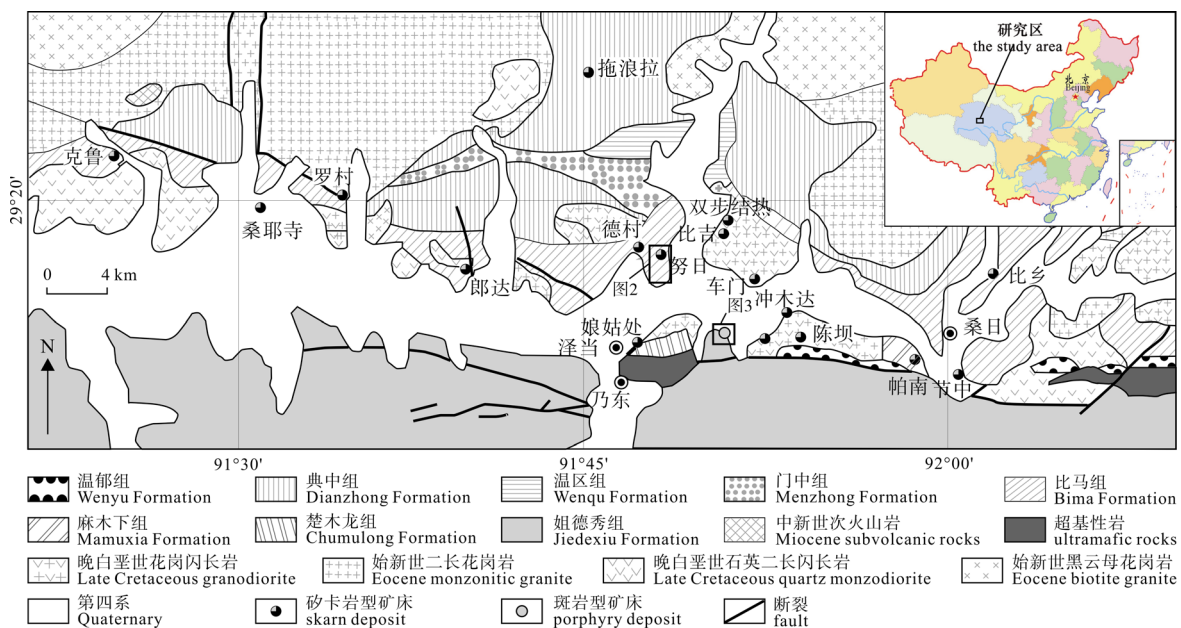 研究区
the study area
北京
Beijing
拖浪拉
克鲁
罗村
29°20'
桑耶寺
双步结热
德村
比吉
努日
0 4 km
郎达
图2
车门
比乡
图3
冲木达
娘姑处
陈坝
桑日
泽当
N
帕南
节中
乃东
91°30'
91°45'
92°00'
温郁组
Wenyu Formation
典中组
Dianzhong Formation
温区组
Wenqu Formation
门中组
Menzhong Formation
比马组
Bima Formation
麻木下组
Mamuxia Formation
楚木龙组
Chumulong Formation
姐德秀组
Jiedexiu Formation
中新世次火山岩
Miocene subvolcanic rocks
超基性岩
ultramafic rocks
晚白垩世花岗闪长岩
Late Cretaceous granodiorite
始新世二长花岗岩
Eocene monzonitic granite
晚白垩世石英二长闪长岩
Late Cretaceous quartz monzodiorite
始新世黑云母花岗岩
Eocene biotite granite
第四系
Quaternary
矽卡岩型矿床
skarn deposit
斑岩型矿床
porphyry deposit
断裂
fault